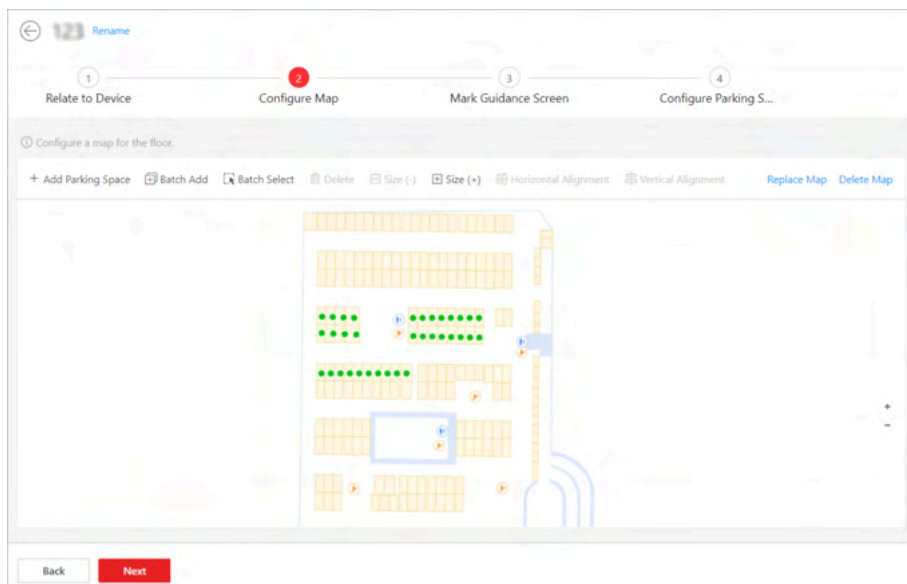 123 Rename
1 2 3 4
Relate to Device Configure Map Mark Guidance Screen Configure Parking S...
Configure a map for the floor.
+ Add Parking Space Batch Add Batch Select Delete Size (-) Size (+) Horizontal Alignment Vertical Alignment Replace Map Delete Map
+
−
Back Next